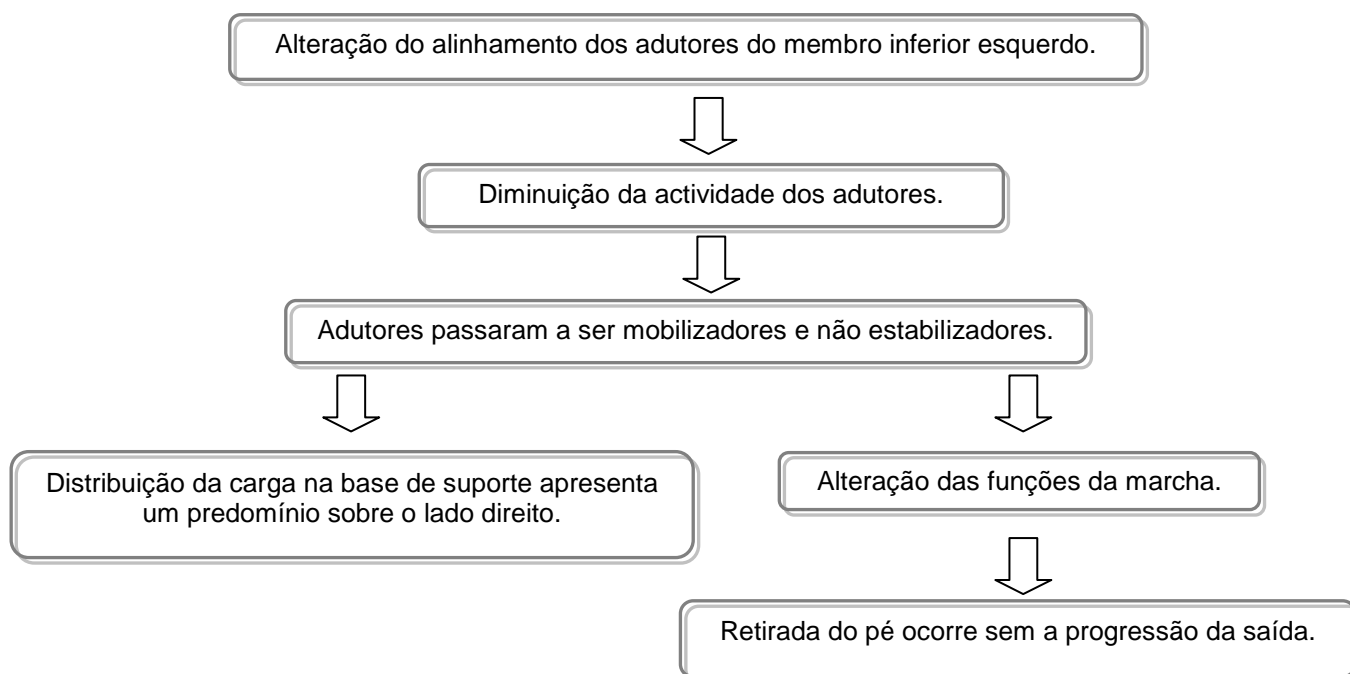 Alteração do alinhamento dos adutores do membro inferior esquerdo.
Diminuição da actividade dos adutores.
Adutores passaram a ser mobilizadores e não estabilizadores.
Distribuição da carga na base de suporte apresenta
um predomínio sobre o lado direito.
Alteração das funções da marcha.
Retirada do pé ocorre sem a progressão da saída.